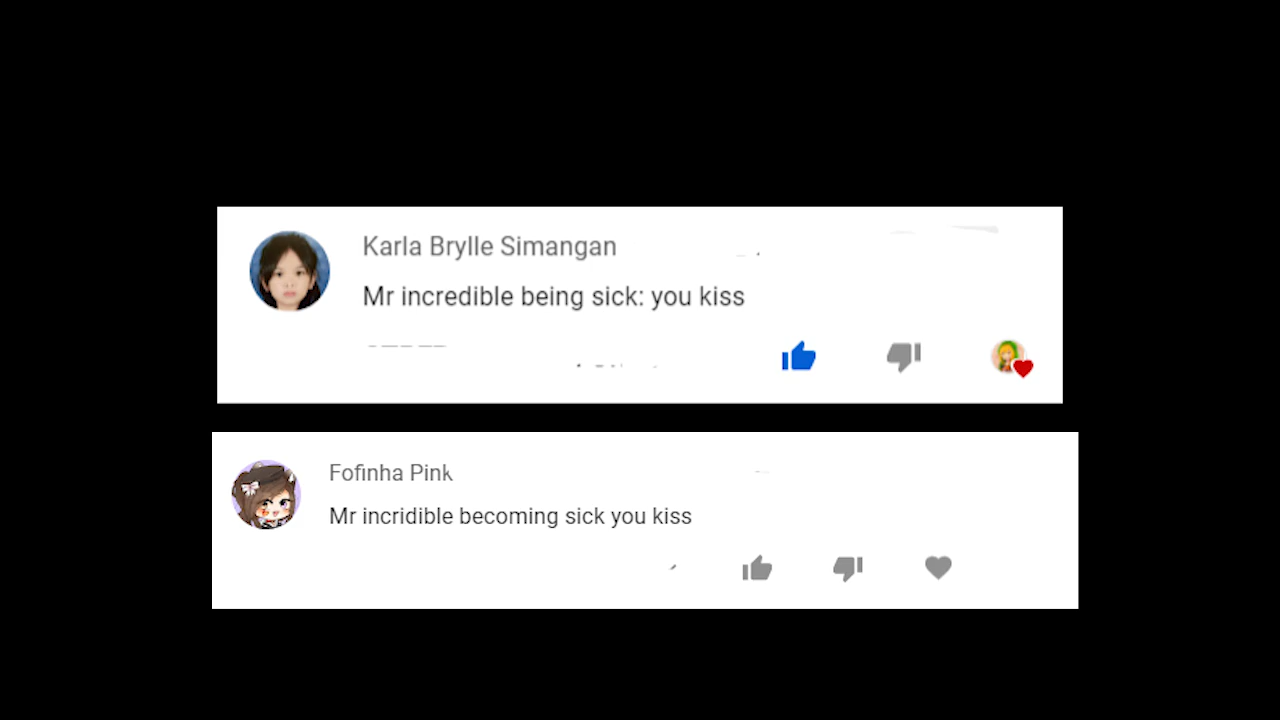 Karla Brylle Simangan
Mr incredible being sick: you kiss
Fofinha Pink
Mr incridible becoming sick you kiss